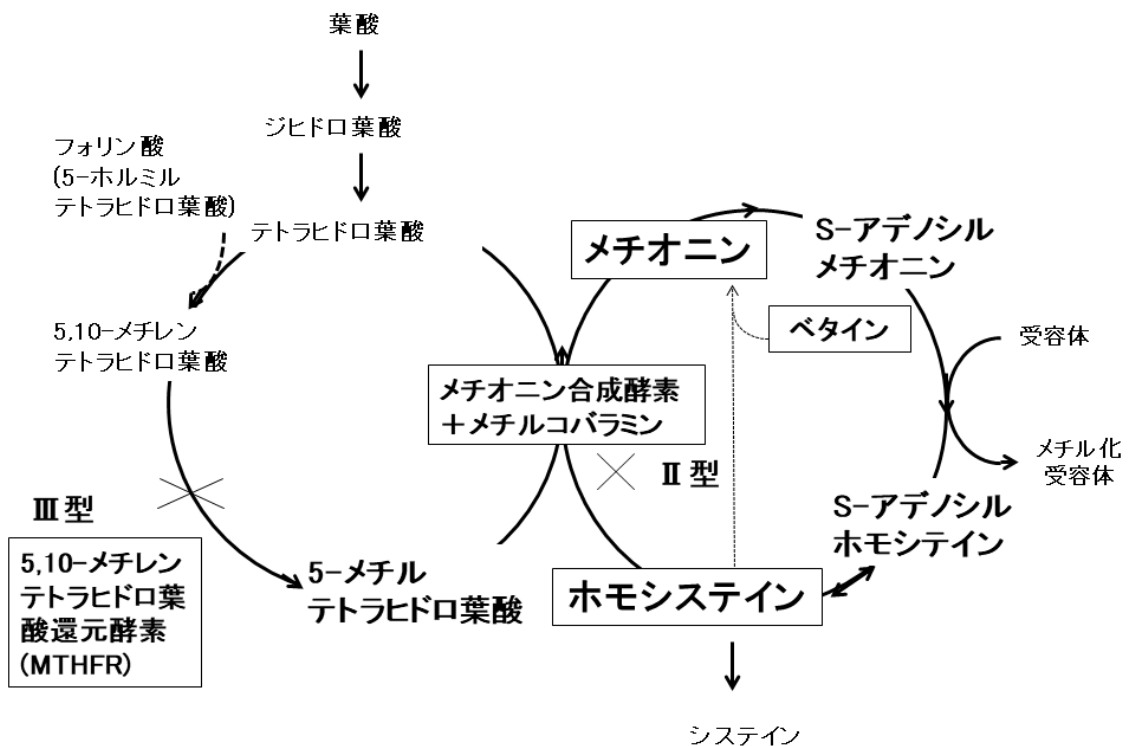 葉酸
ジヒドロ葉酸
フォリン酸
(5-ホルミル
テトラヒドロ葉酸)
テトラヒドロ葉酸
メチオニン
S-アデノシル
メチオニン
5,10-メチレン
テトラヒドロ葉酸
ベタイン
受容体
メチオニン合成酵素
+メチルコバラミン
メチル化
受容体
Ⅱ型
Ⅲ型
S-アデノシル
ホモシテイン
5,10-メチレン
テトラヒドロ葉
酸還元酵素
(MTHFR)
5-メチル
テトラヒドロ葉酸
ホモシステイン
システイン